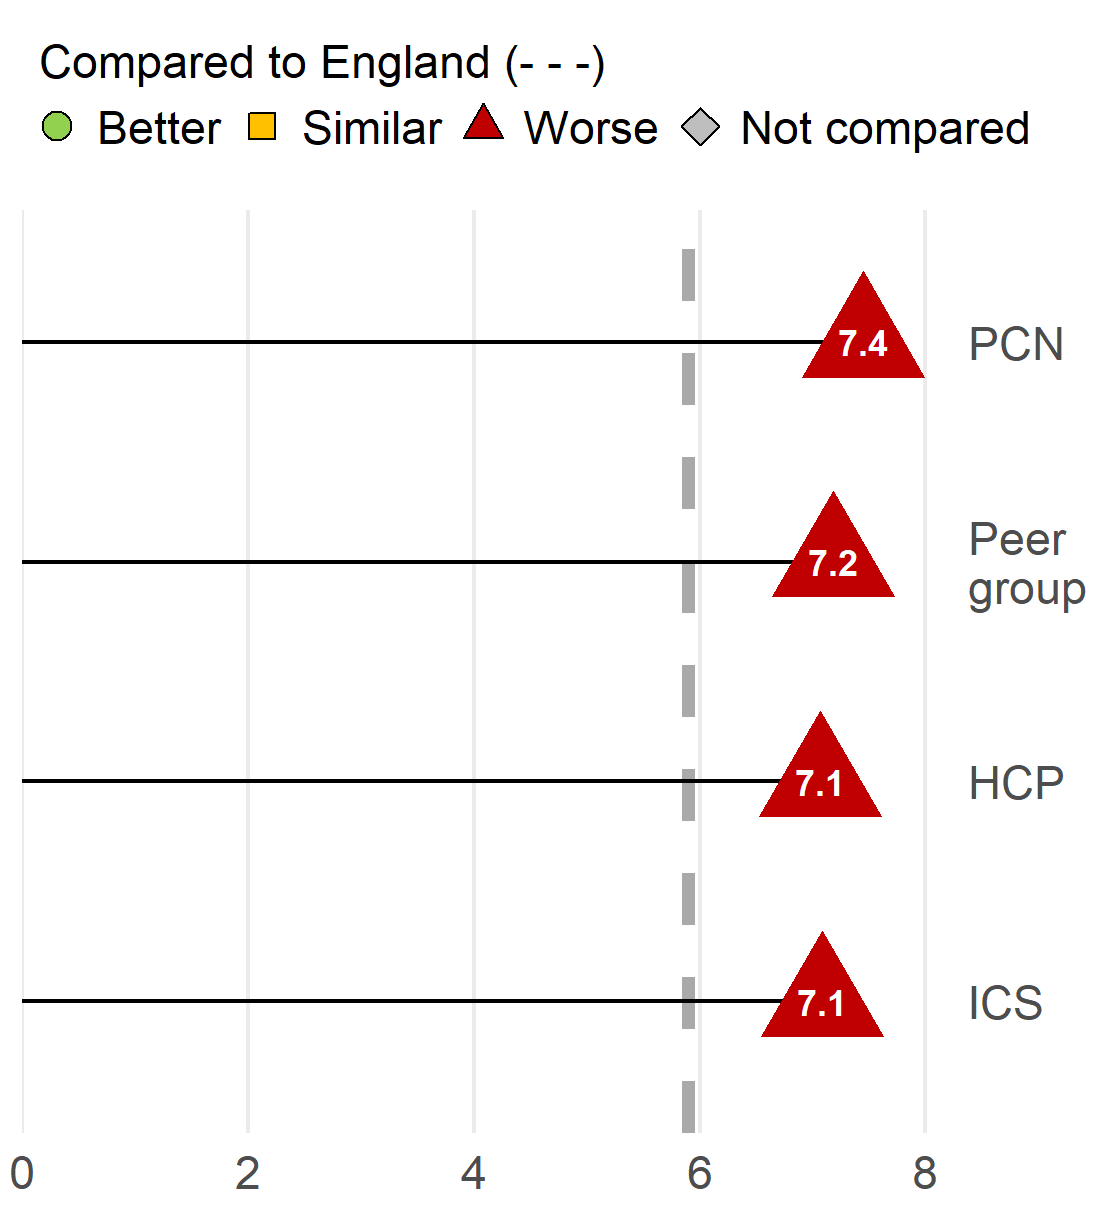 Compared to England (- - -)
Better Similar Worse Not compared
7.4 PCN
7.2 Peer
group
7.1 HCP
7.1 ICS
0 2 4 6 8